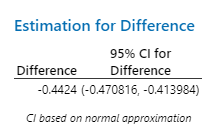 Estimation for Difference
95% CI for
Difference Difference
-0.4424 (-0.470816, -0.413984)
CI based on normal approximation